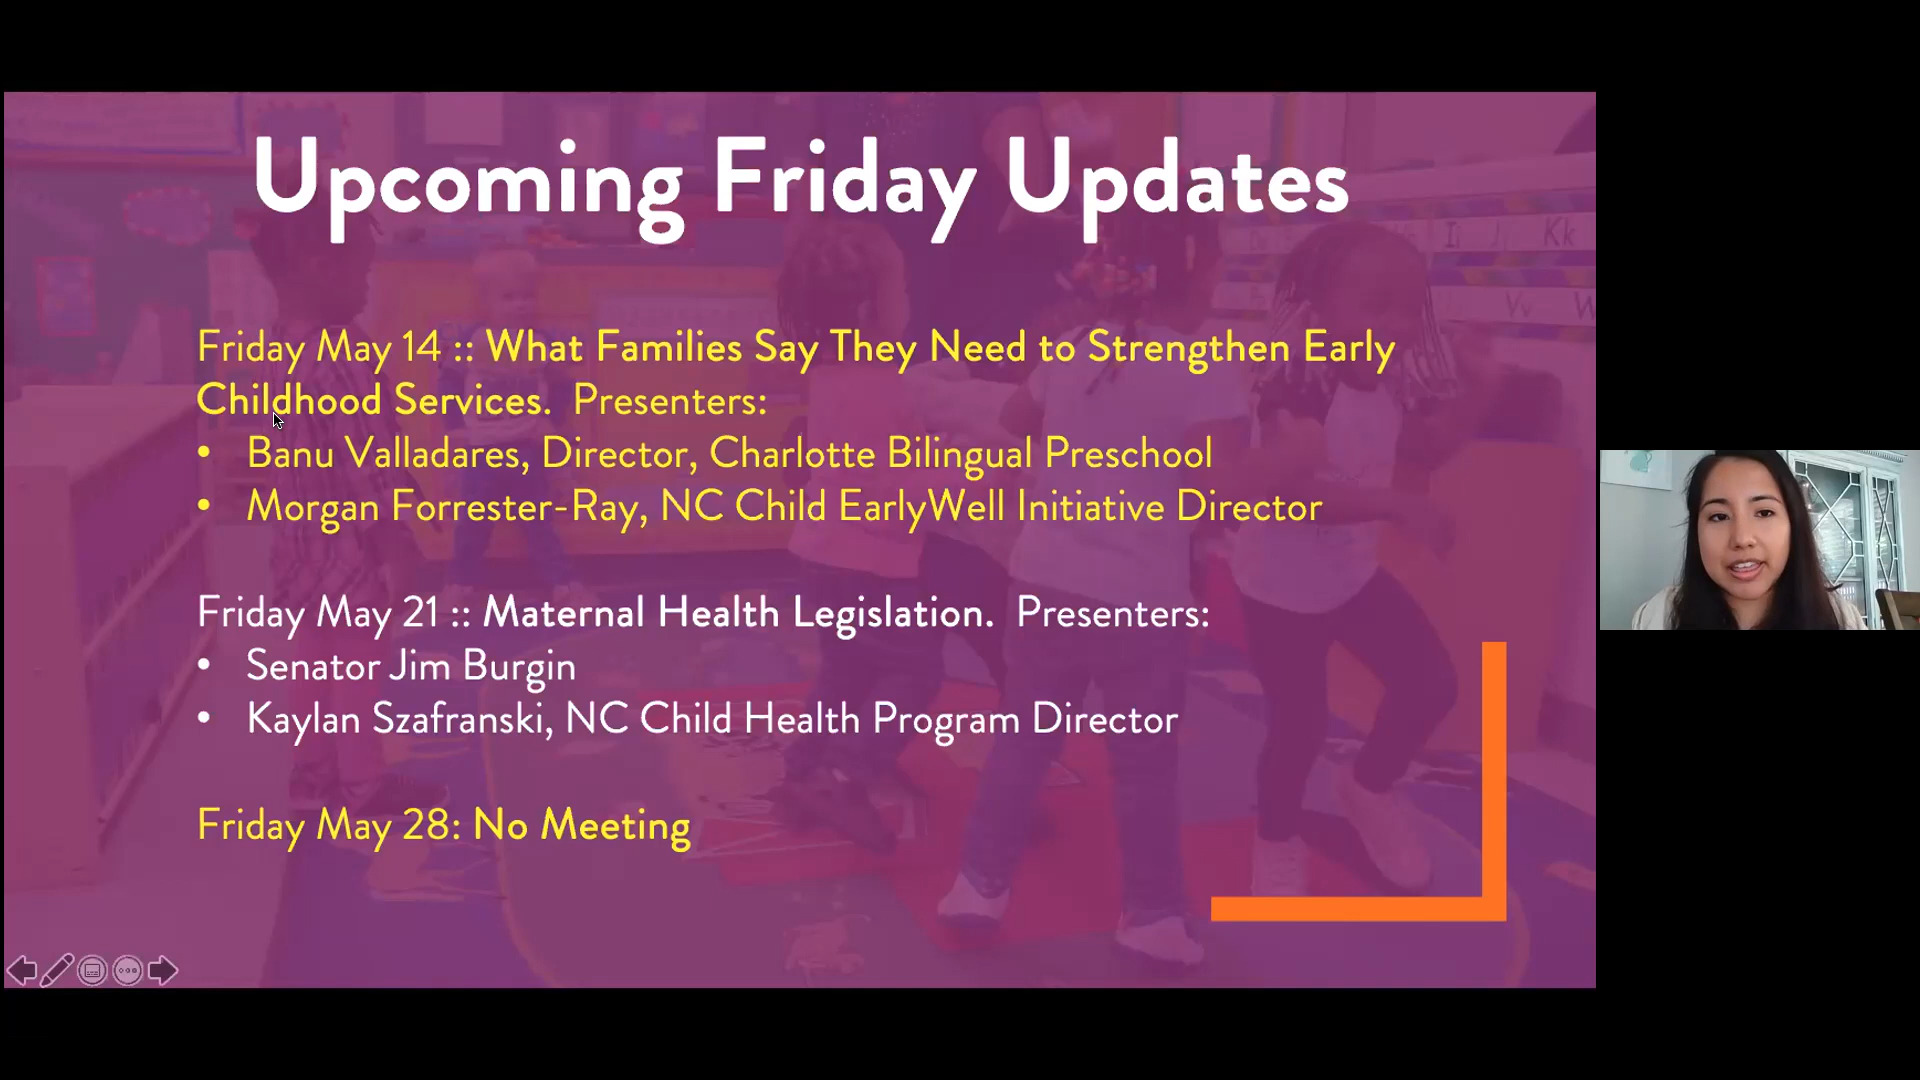 Upcoming Friday Updates
Friday May 14 :: What Families Say They Need to Strengthen Early
Childhood Services.  Presenters:
• Banu Valladares, Director, Charlotte Bilingual Preschool
• Morgan Forrester-Ray, NC Child EarlyWell Initiative Director
Friday May 21 :: Maternal Health Legislation.  Presenters:
• Senator Jim Burgin
• Kaylan Szafranski, NC Child Health Program Director
Friday May 28: No Meeting
Kk